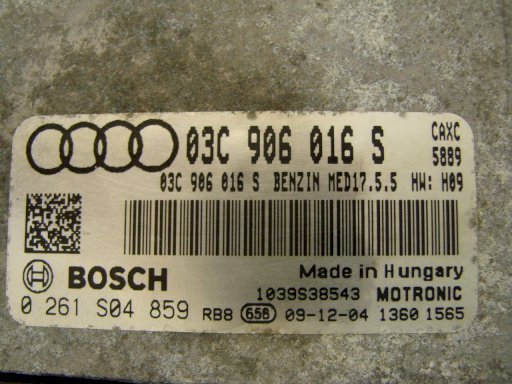 03C 906 016 S CAXC
5889
03C 906 016 S BENZIN MED17.5.5 HW: H09
BOSCH
Made in Hungary
1039S38543 MOTRONIC
0 261 S04 859 RB8 656 09-12-04 1360 1565